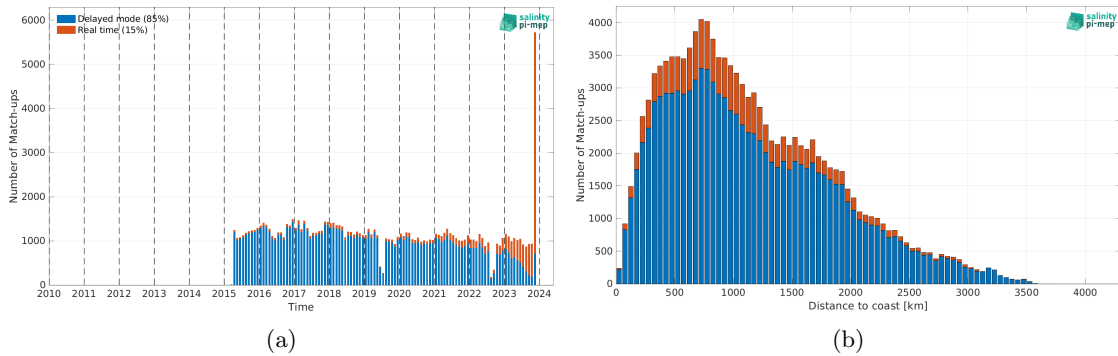 Delayed mode (85%)
Real time (15%)
salinity
pi-mep
6000
5000
4000
3000
2000
1000
0
Number of Match-ups
2010 2011 2012 2013 2014 2015 2016 2017 2018 2019 2020 2021 2022 2023 2024
Time
(a)
salinity
pi-mep
4000
3500
3000
2500
2000
1500
1000
500
0
Number of Match-ups
0 500 1000 1500 2000 2500 3000 3500 4000
Distance to coast [km]
(b)